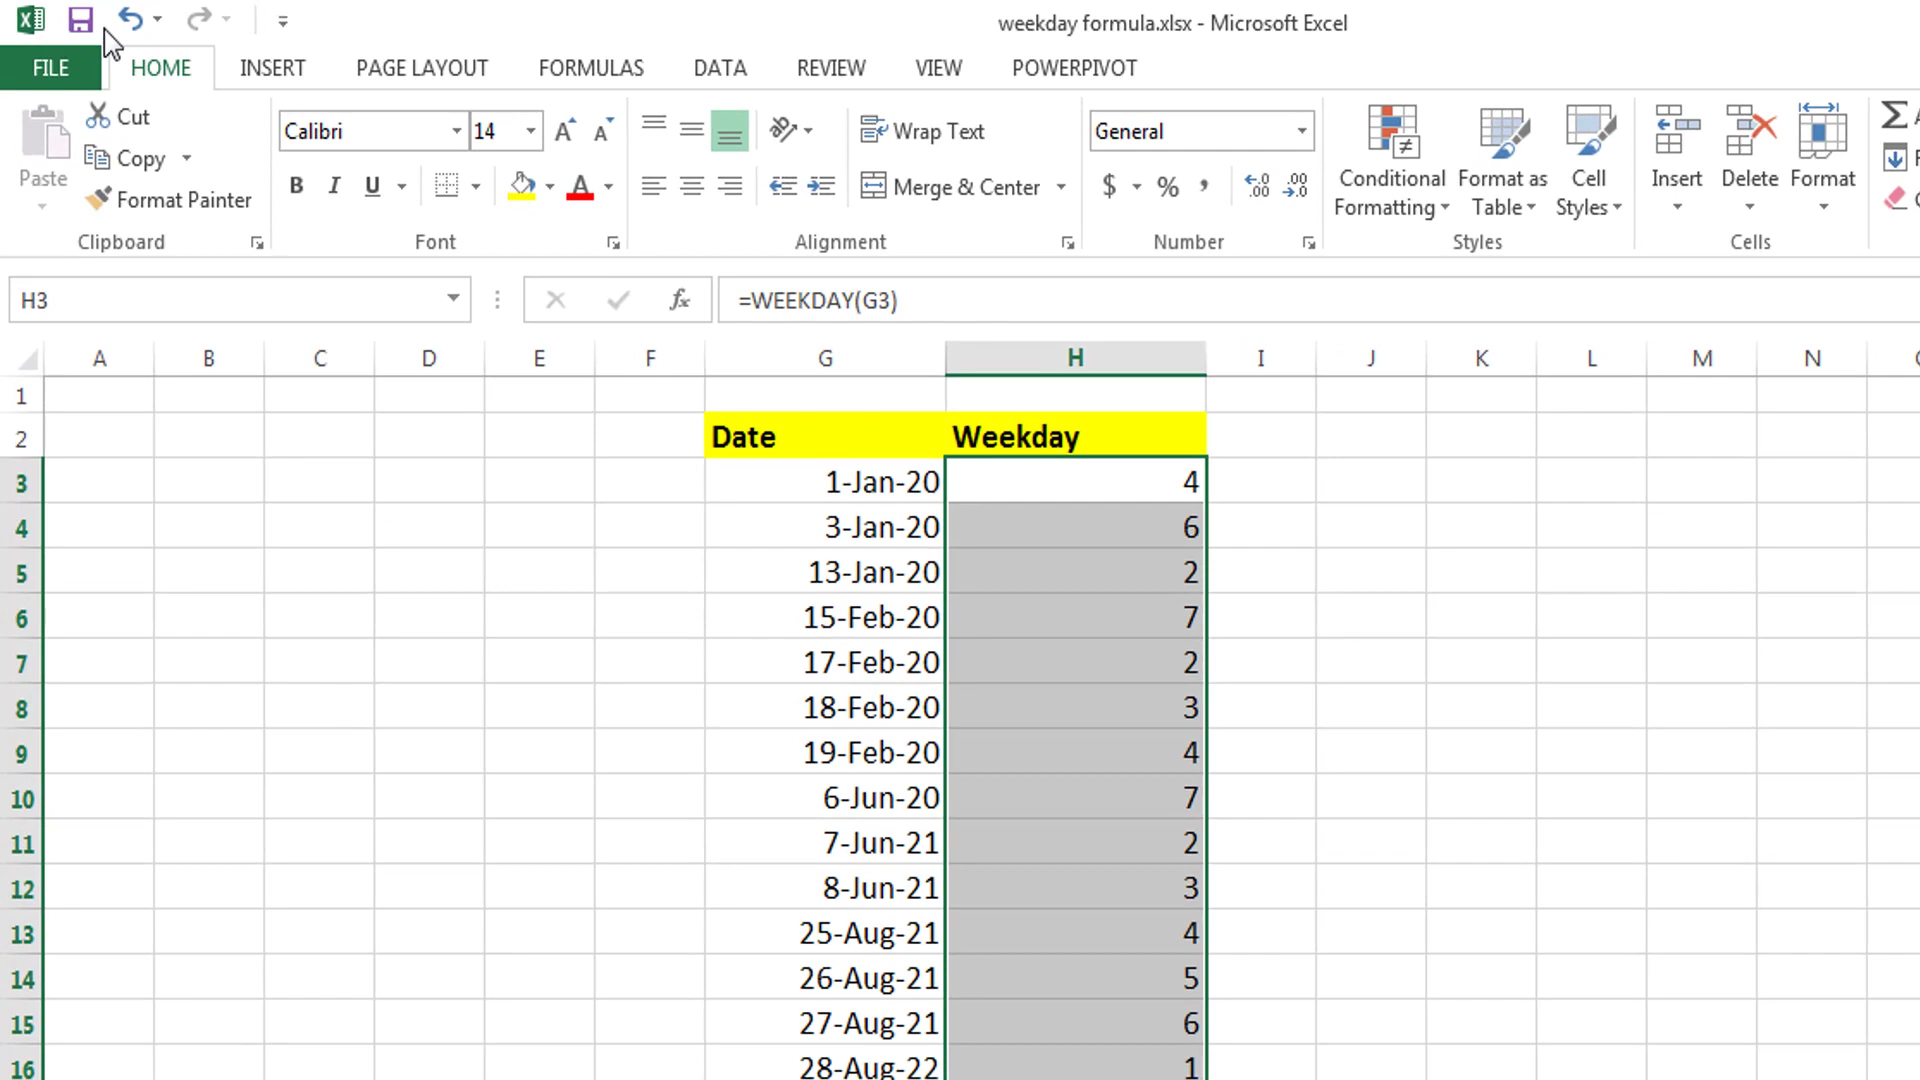 weekday formula.xlsx - Microsoft Excel
FILE HOME INSERT PAGE LAYOUT FORMULAS DATA REVIEW VIEW POWERPIVOT
Paste
Cut
Copy
Format Painter
Clipboard
Calibri 14
B I U
Font
Wrap Text
Merge & Center
Alignment
General
$ % ,
Number
Conditional Formatting
Format as Table
Cell Styles
Styles
Insert Delete Format
Cells
H3 fx =WEEKDAY(G3)
A B C D E F G H I J K L M N
1
2 Date Weekday
3 1-Jan-20 4
4 3-Jan-20 6
5 13-Jan-20 2
6 15-Feb-20 7
7 17-Feb-20 2
8 18-Feb-20 3
9 19-Feb-20 4
10 6-Jun-20 7
11 7-Jun-21 2
12 8-Jun-21 3
13 25-Aug-21 4
14 26-Aug-21 5
15 27-Aug-21 6
16 28-Aug-22 1